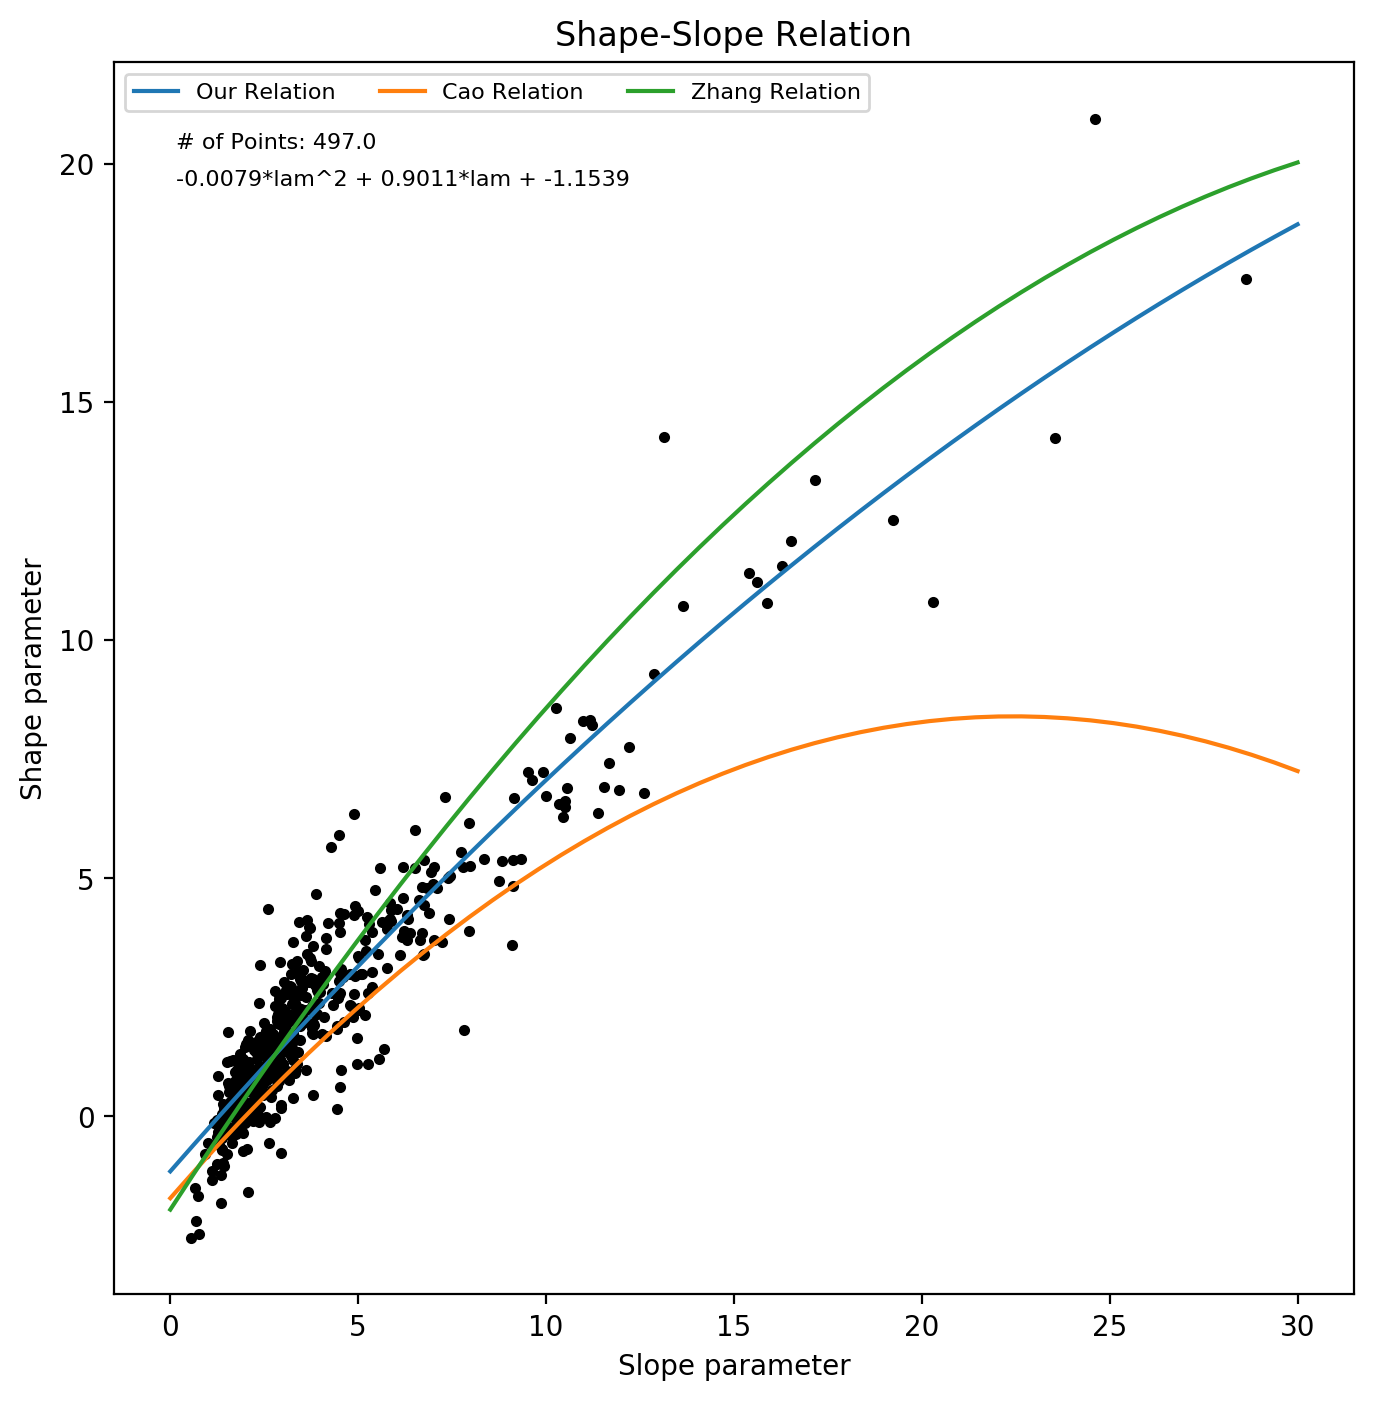 Shape-Slope Relation
Our Relation Cao Relation Zhang Relation
# of Points: 497.0
-0.0079*lam^2 + 0.9011*lam + -1.1539
20
15
10
5
0
Shape parameter
0 5 10 15 20 25 30
Slope parameter